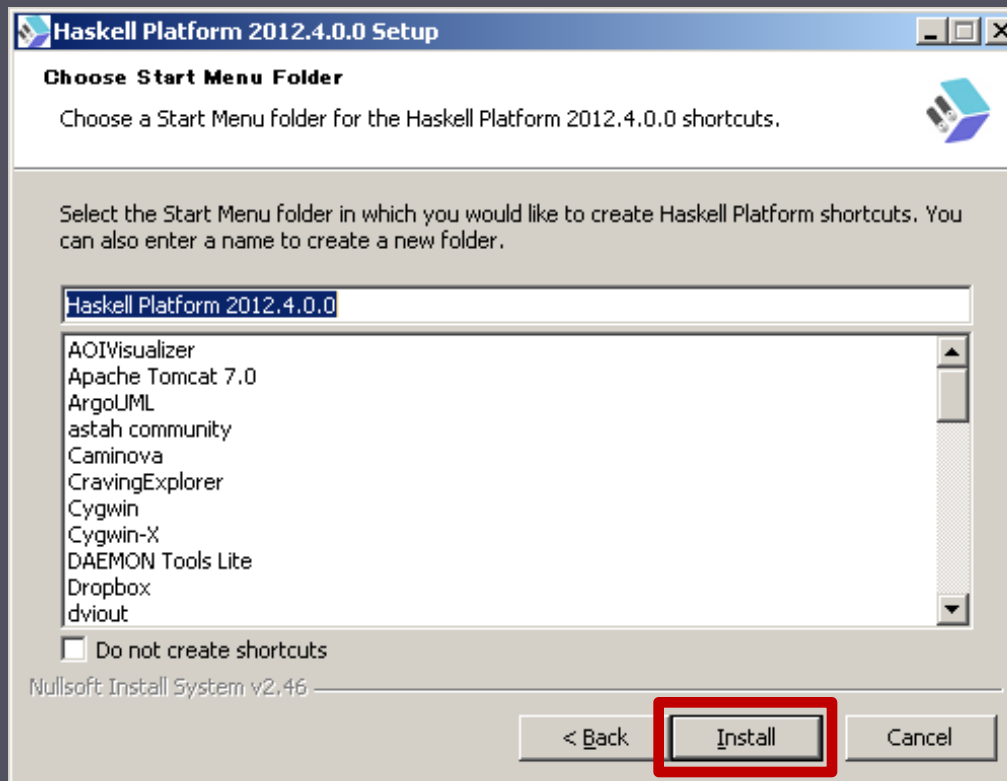 Haskell Platform 2012.4.0.0 Setup
Choose Start Menu Folder
Choose a Start Menu folder for the Haskell Platform 2012.4.0.0 shortcuts.
Select the Start Menu folder in which you would like to create Haskell Platform shortcuts. You
can also enter a name to create a new folder.
Haskell Platform 2012.4.0.0
AOIVisualizer
Apache Tomcat 7.0
ArgoUML
astah community
Caminova
CravingExplorer
Cygwin
Cygwin-X
DAEMON Tools Lite
Dropbox
dviout
Do not create shortcuts
Nullsoft Install System v2.46
< Back Install Cancel